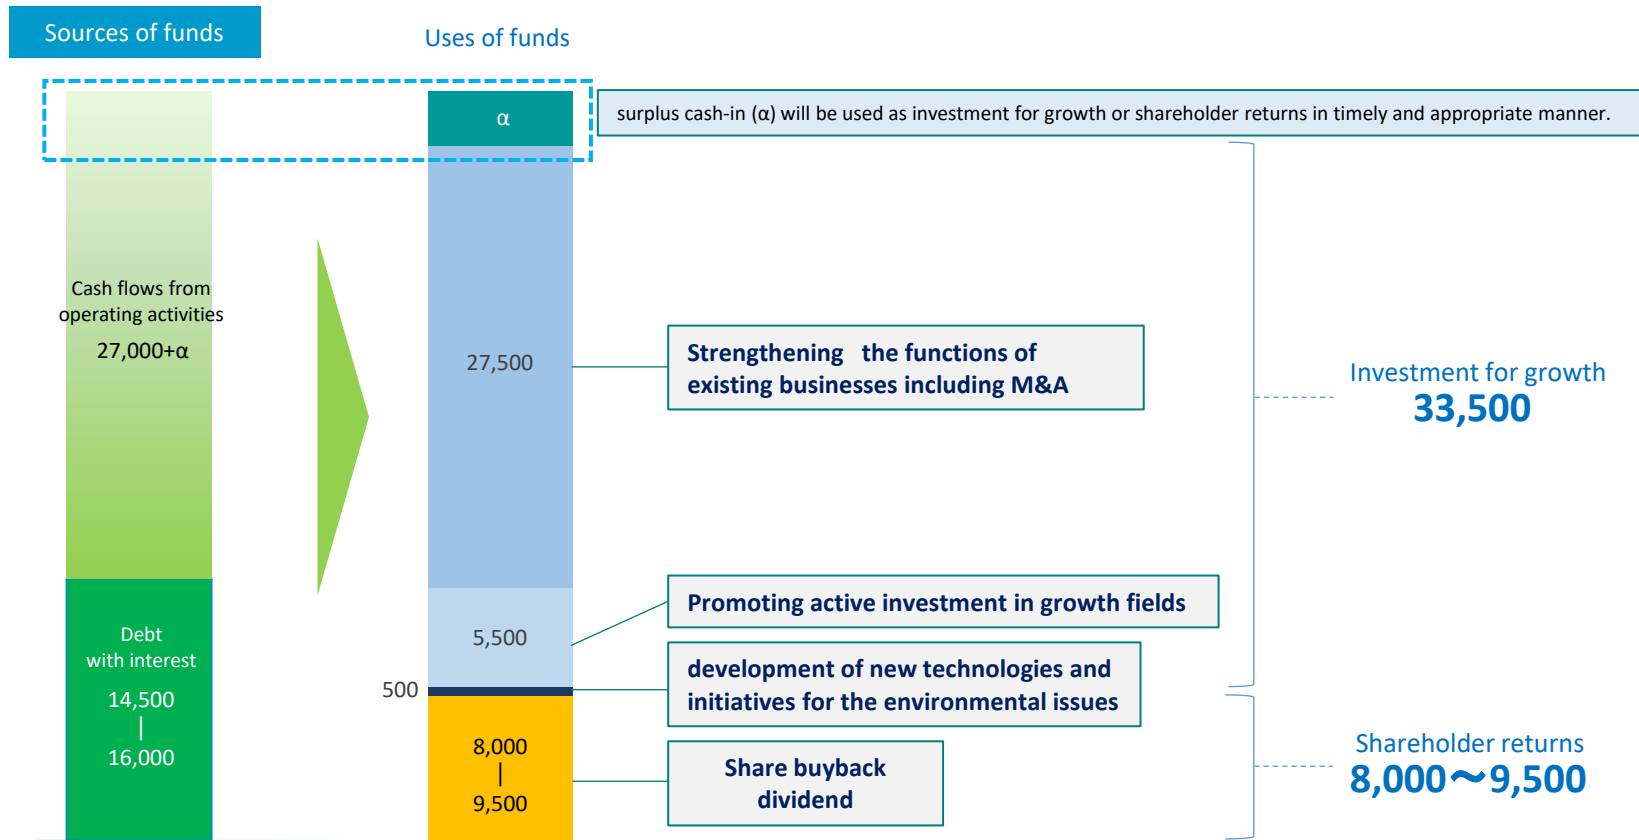 Sources of funds
Uses of funds
α
surplus cash-in (α) will be used as investment for growth or shareholder returns in timely and appropriate manner.
Cash flows from
operating activities
27,000+α
27,500
Strengthening the functions of
existing businesses including M&A
Investment for growth
33,500
Promoting active investment in growth fields
5,500
Debt
with interest
14,500
|
16,000
500
development of new technologies and
initiatives for the environmental issues
8,000
|
9,500
Share buyback
dividend
Shareholder returns
8,000～9,500